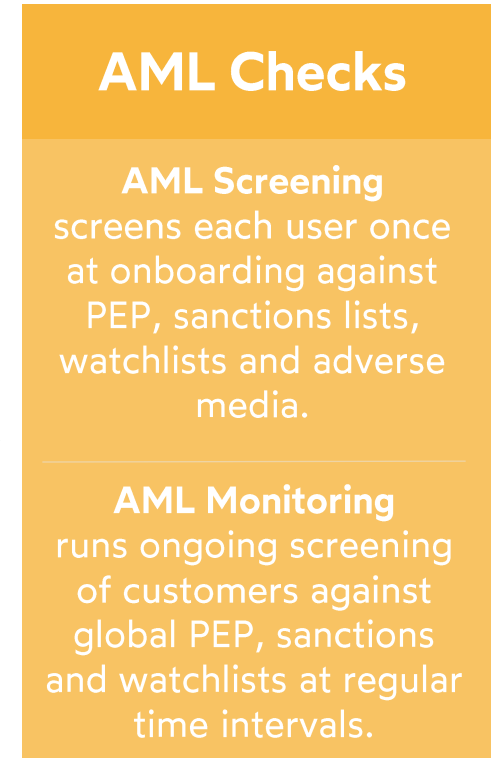 AML Checks
AML Screening
screens each user once
at onboarding against
PEP, sanctions lists,
watchlists and adverse
media.
AML Monitoring
runs ongoing screening
of customers against
global PEP, sanctions
and watchlists at regular
time intervals.